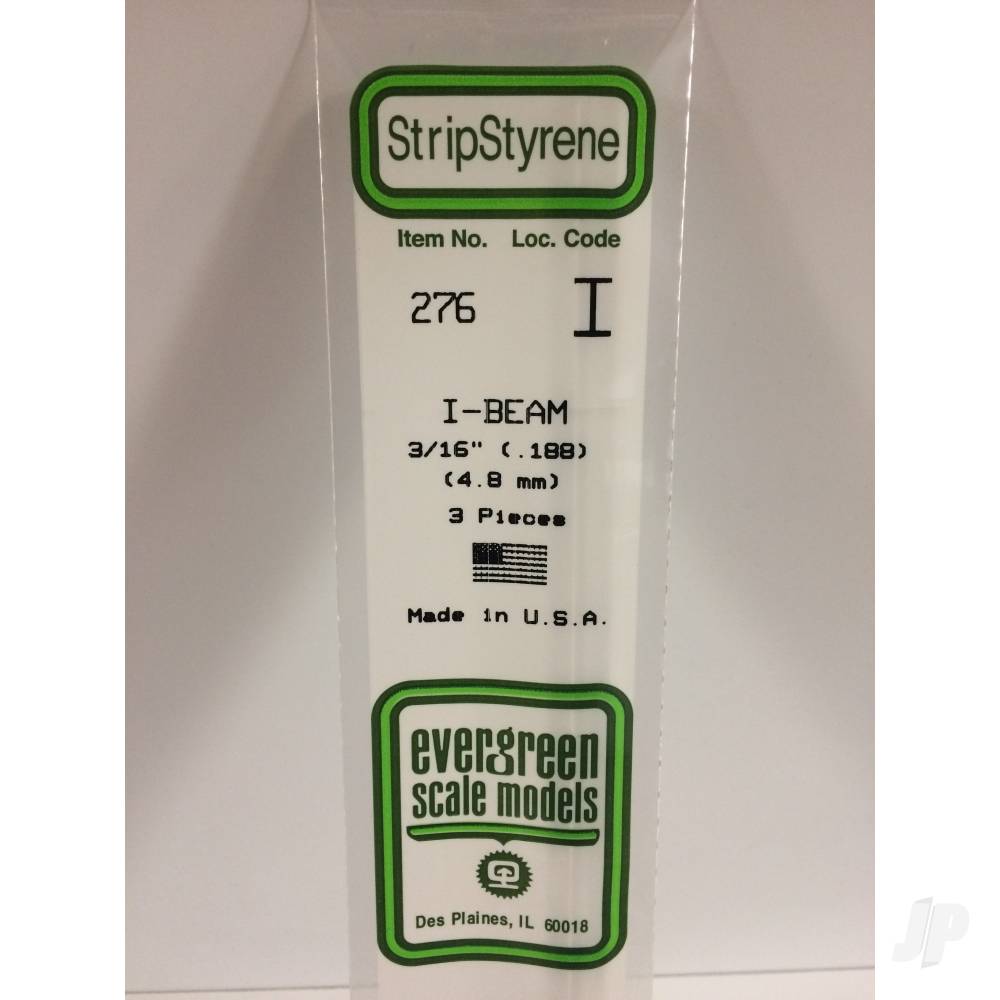 StripStyrene
Item No. Loc. Code
276 I
I-BEAM
3/16" (.188)
(4.8 mm)
3 Pieces
Made in U.S.A.
evergreen
scale models
Des Plaines, IL 60018
JP